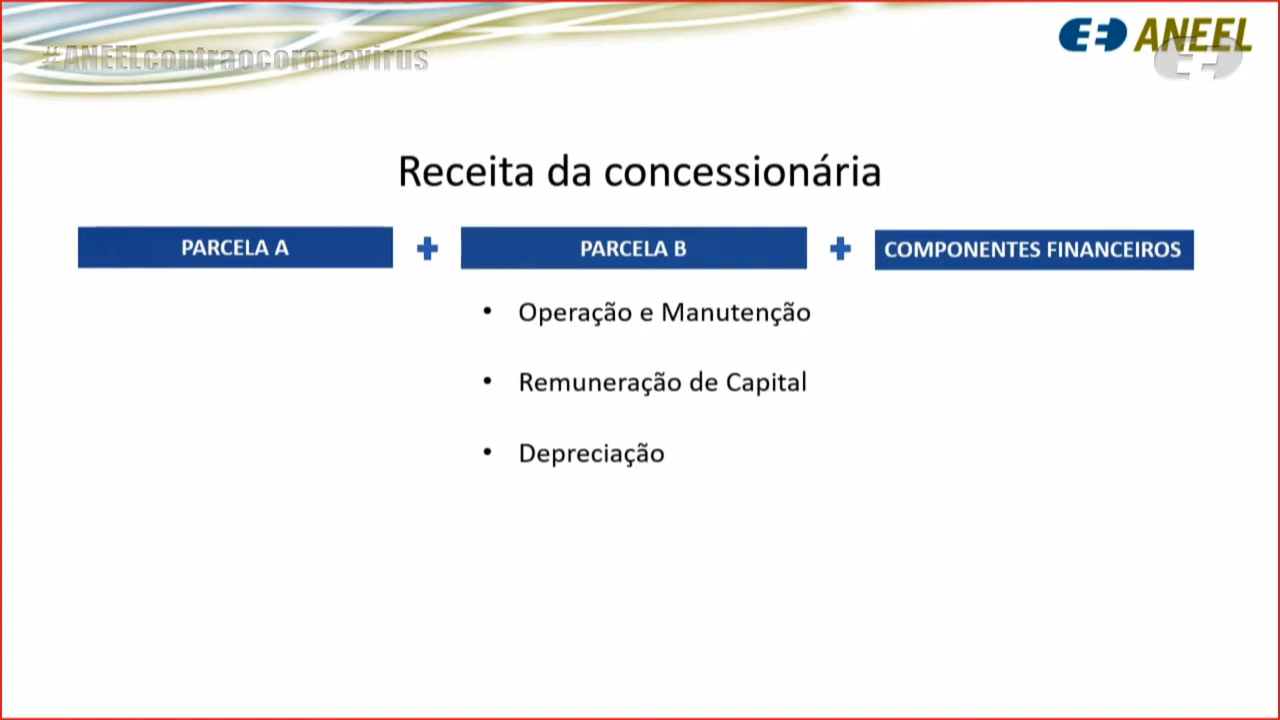 #ANEELcontraocoronavirus
ANEEL
Receita da concessionária
PARCELA A
PARCELA B
COMPONENTES FINANCEIROS
• Operação e Manutenção
• Remuneração de Capital
• Depreciação